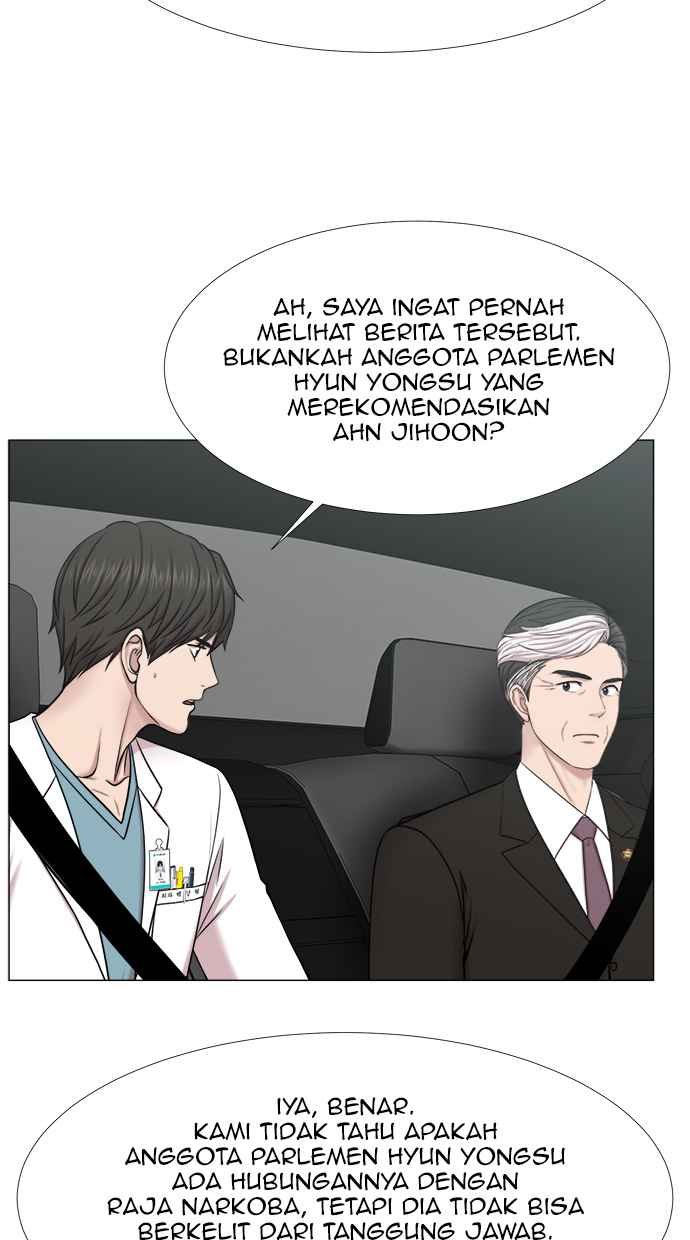 AH, SAYA INGAT PERNAH
MELIHAT BERITA TERSEBUT.
BUKANKAH ANGGOTA PARLEMEN
HYUN YONGSU YANG
MEREKOMENDASIKAN
AHN JIHOON?
IYA, BENAR.
KAMI TIDAK TAHU APAKAH
ANGGOTA PARLEMEN HYUN YONGSU
ADA HUBUNGANNYA DENGAN
RAJA NARKOBA, TETAPI DIA TIDAK BISA
BERKELIT DARI TANGGUNG JAWAB.